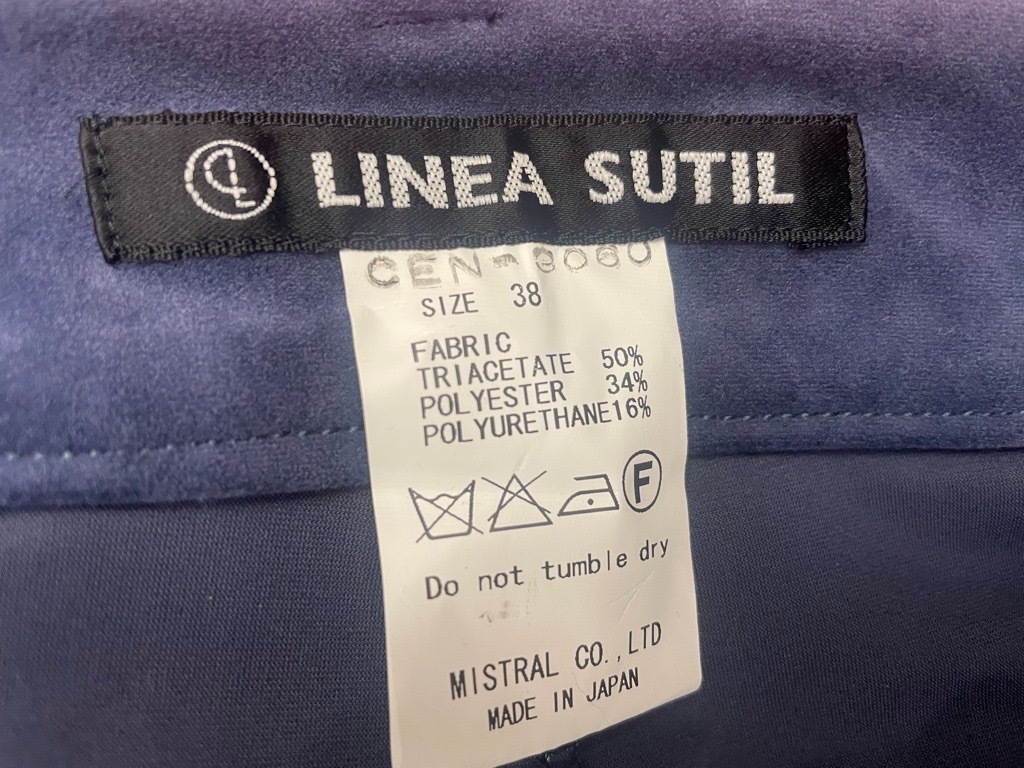 LINEA SUTIL
CEN-8080
SIZE 38
FABRIC
TRIACETATE 50%
POLYESTER 34%
POLYURETHANE16%
F
Do not tumble dry
MISTRAL CO.,LTD
MADE IN JAPAN